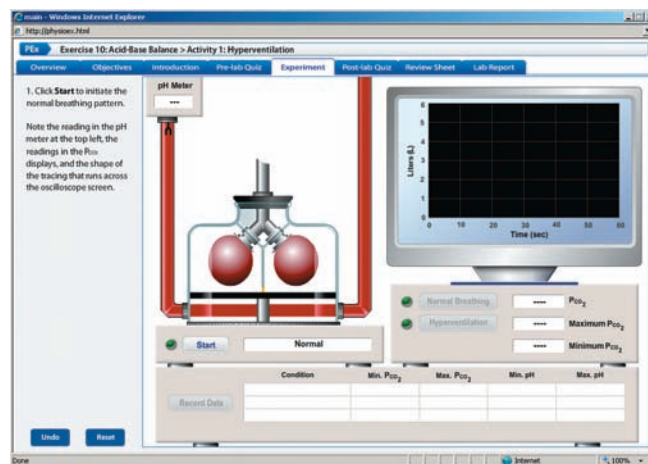 main - Windows Internet Explorer
http://physioex.html
PEx Exercise 10: Acid-Base Balance > Activity 1: Hyperventilation
Overview Objectives Introduction Pre-lab Quiz Experiment Post-lab Quiz Review Sheet Lab Report
1. Click Start to initiate the
normal breathing pattern.
Note the reading in the pH
meter at the top left, the
readings in the PCO2
displays, and the shape of
the tracing that runs across
the oscilloscope screen.
pH Meter
---
Liters (L)
6
5
4
3
2
1
0
0 10 20 30 40 50 60
Time (sec)
Normal Breathing ---- PCO2
Hyperventilation ---- Maximum PCO2
---- Minimum PCO2
Start Normal
Condition Min. PCO2 Max. PCO2 Min. pH Max. pH
Record Data
Undo Reset
Done Internet 100%